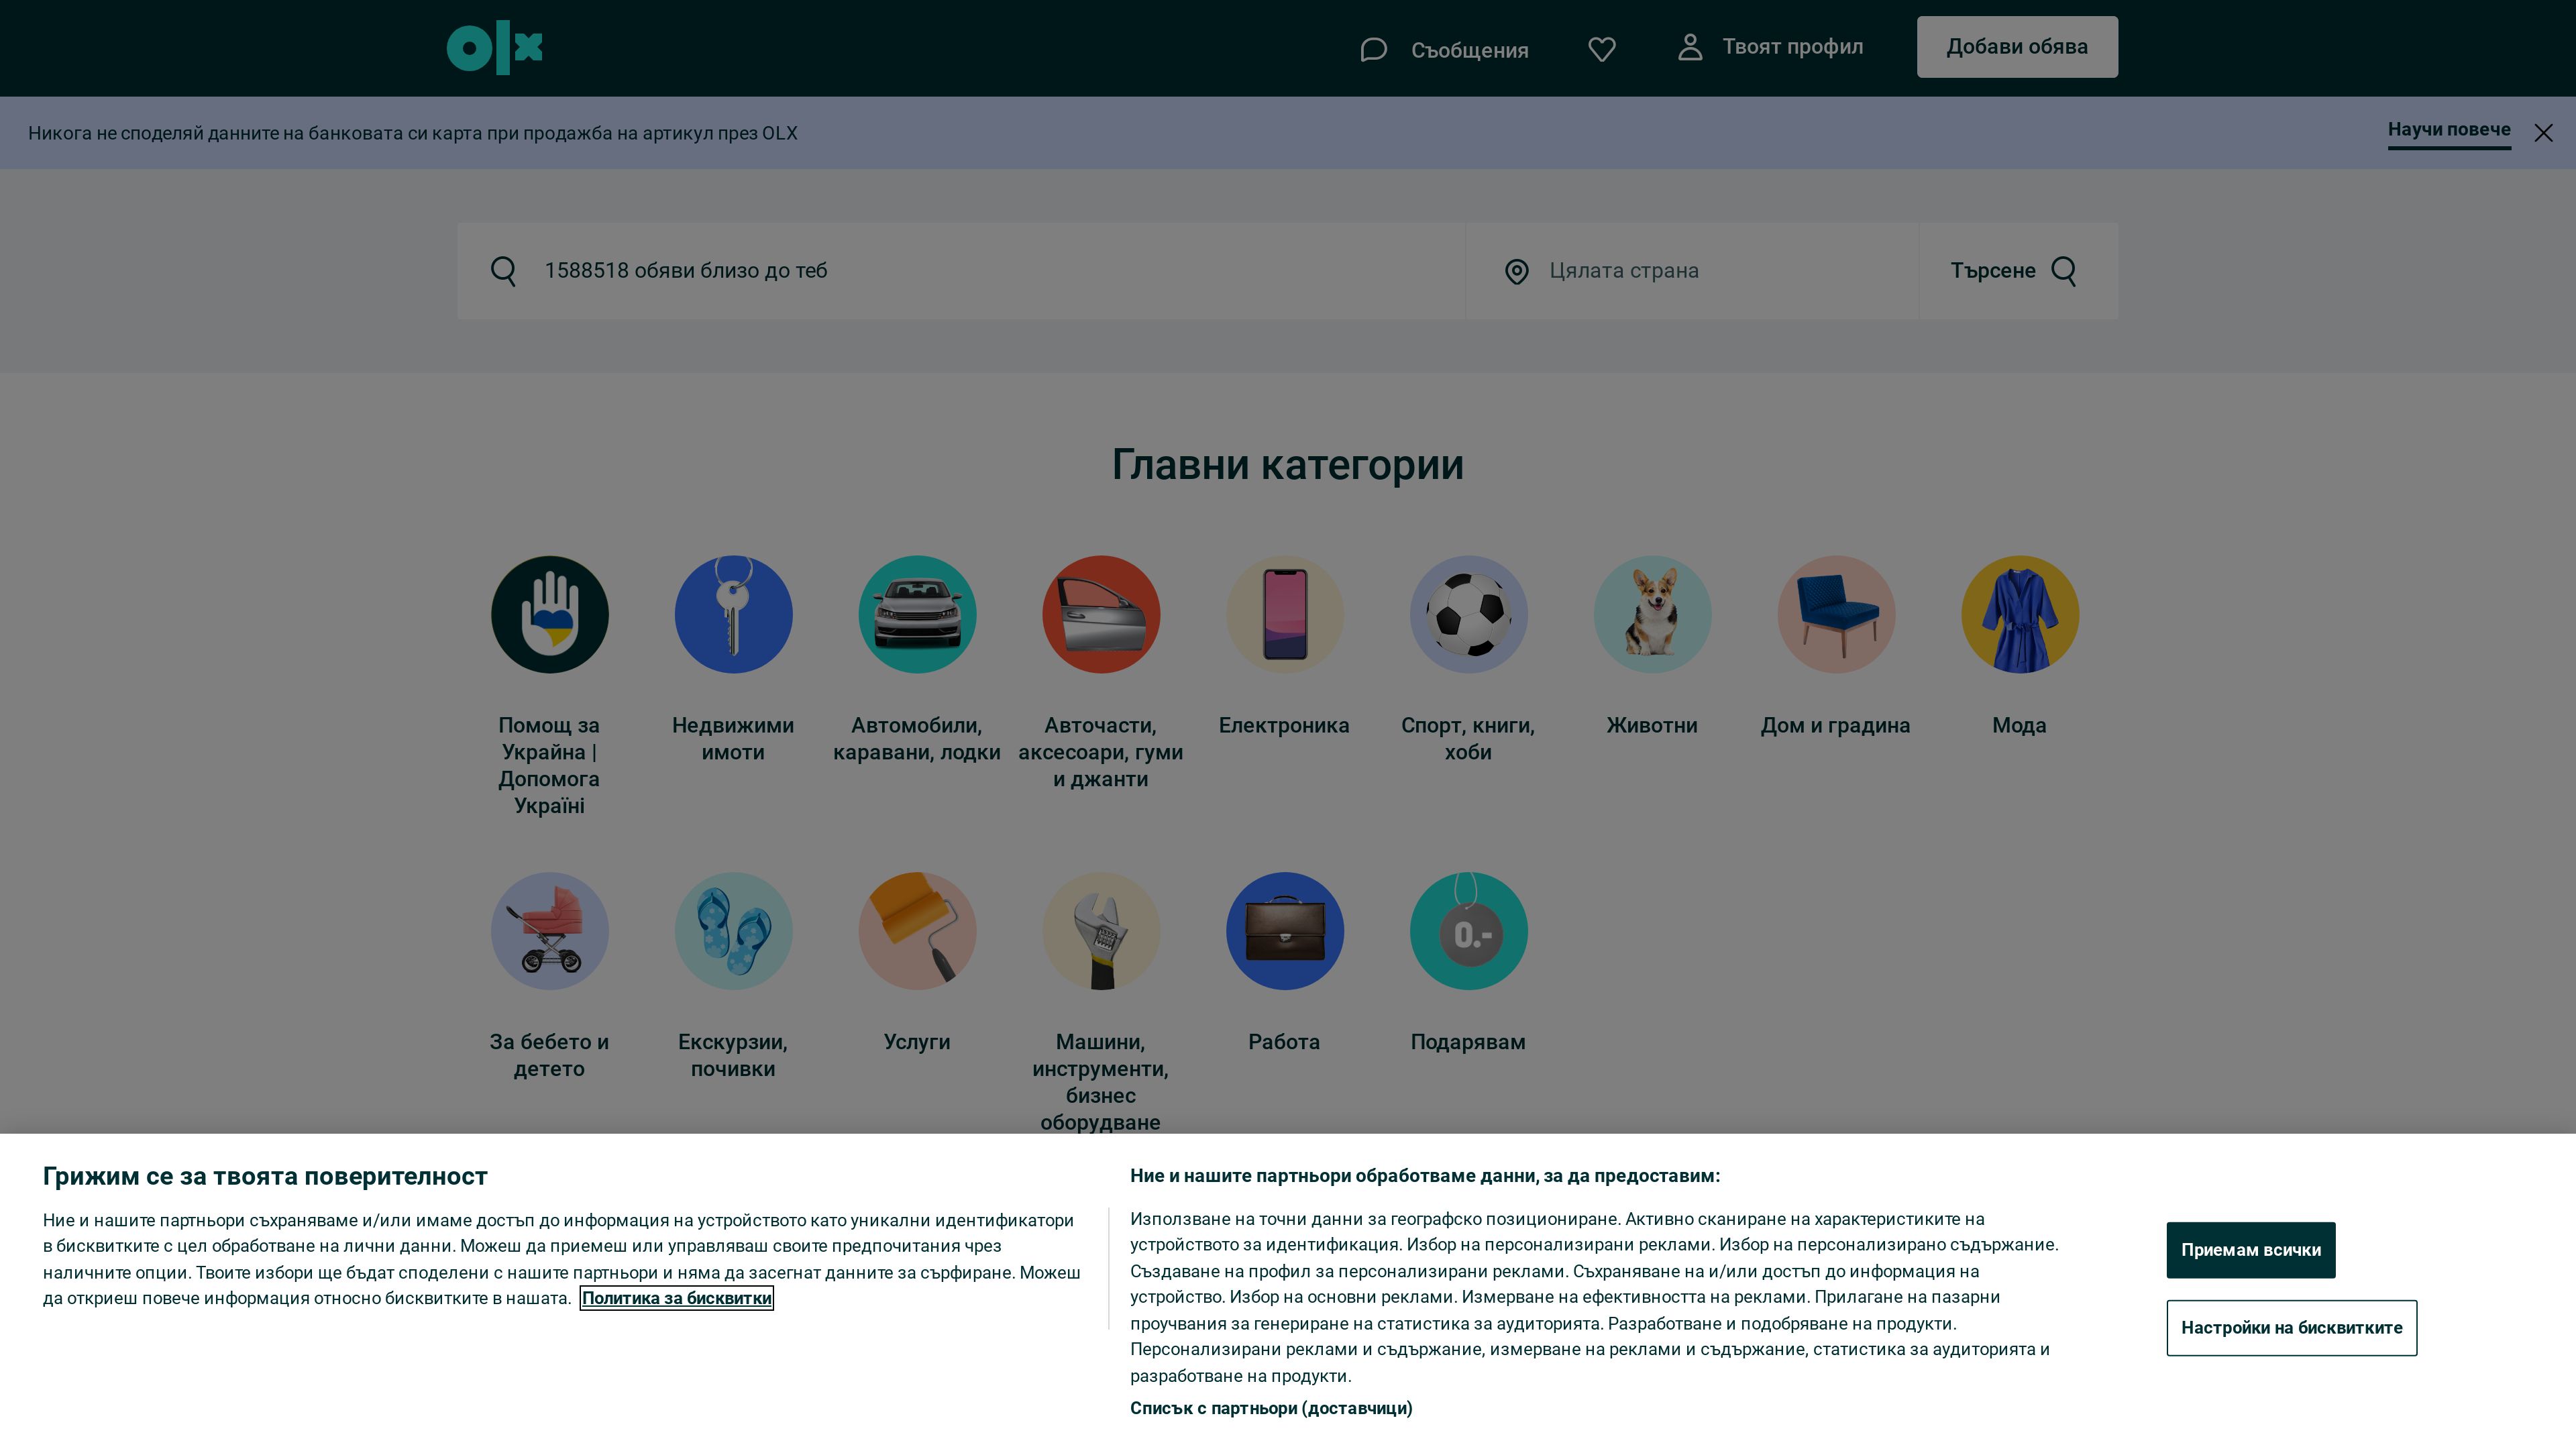 olx
Съобщения
Твоят профил
Добави обява
Никога не споделяй данните на банковата си карта при продажба на артикул през OLX
Научи повече
1588518 обяви близо до теб
Цялата страна
Търсене
Главни категории
Помощ за
Украйна |
Допомога
Україні
Недвижими
имоти
Автомобили,
каравани, лодки
Авточасти,
аксесоари, гуми
и джанти
Електроника
Спорт, книги,
хоби
Животни
Дом и градина
Мода
0.-
За бебето и
детето
Екскурзии,
почивки
Услуги
Машини,
инструменти,
бизнес
оборудване
Работа
Подарявам
Грижим се за твоята поверителност
Ние и нашите партньори съхраняваме и/или имаме достъп до информация на устройството като уникални идентификатори
в бисквитките с цел обработване на лични данни. Можеш да приемеш или управляваш своите предпочитания чрез
наличните опции. Твоите избори ще бъдат споделени с нашите партньори и няма да засегнат данните за сърфиране. Можеш
да откриеш повече информация относно бисквитките в нашата. Политика за бисквитки
Ние и нашите партньори обработваме данни, за да предоставим:
Използване на точни данни за географско позициониране. Активно сканиране на характеристиките на
устройството за идентификация. Избор на персонализирани реклами. Избор на персонализирано съдържание.
Създаване на профил за персонализирани реклами. Съхраняване на и/или достъп до информация на
устройство. Избор на основни реклами. Измерване на ефективността на реклами. Прилагане на пазарни
проучвания за генериране на статистика за аудиторията. Разработване и подобряване на продукти.
Персонализирани реклами и съдържание, измерване на реклами и съдържание, статистика за аудиторията и
разработване на продукти.
Списък с партньори (доставчици)
Приемам всички
Настройки на бисквитките